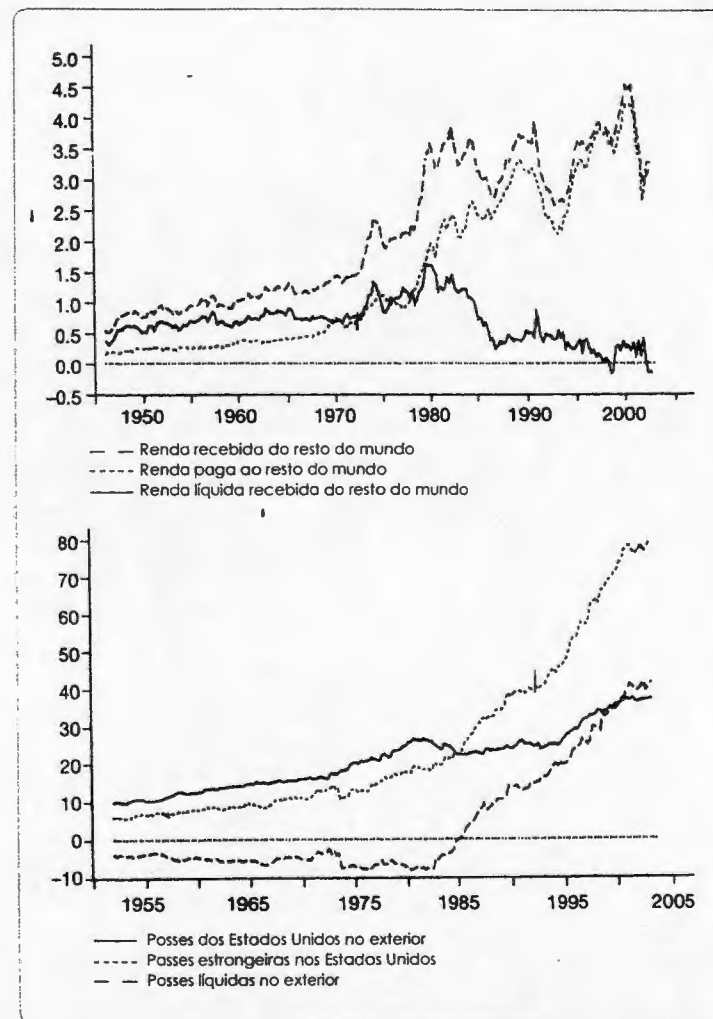 5.0
4.5
4.0
3.5
3.0
2.5
2.0
1.5
1.0
0.5
0.0
−0.5
1950 1960 1970 1980 1990 2000
Renda recebida do resto do mundo
Renda paga ao resto do mundo
Renda líquida recebida do resto do mundo
80
70
60
50
40
30
20
10
0
−10
1955 1965 1975 1985 1995 2005
Posses dos Estados Unidos no exterior
Posses estrangeiras nos Estados Unidos
Posses líquidas no exterior